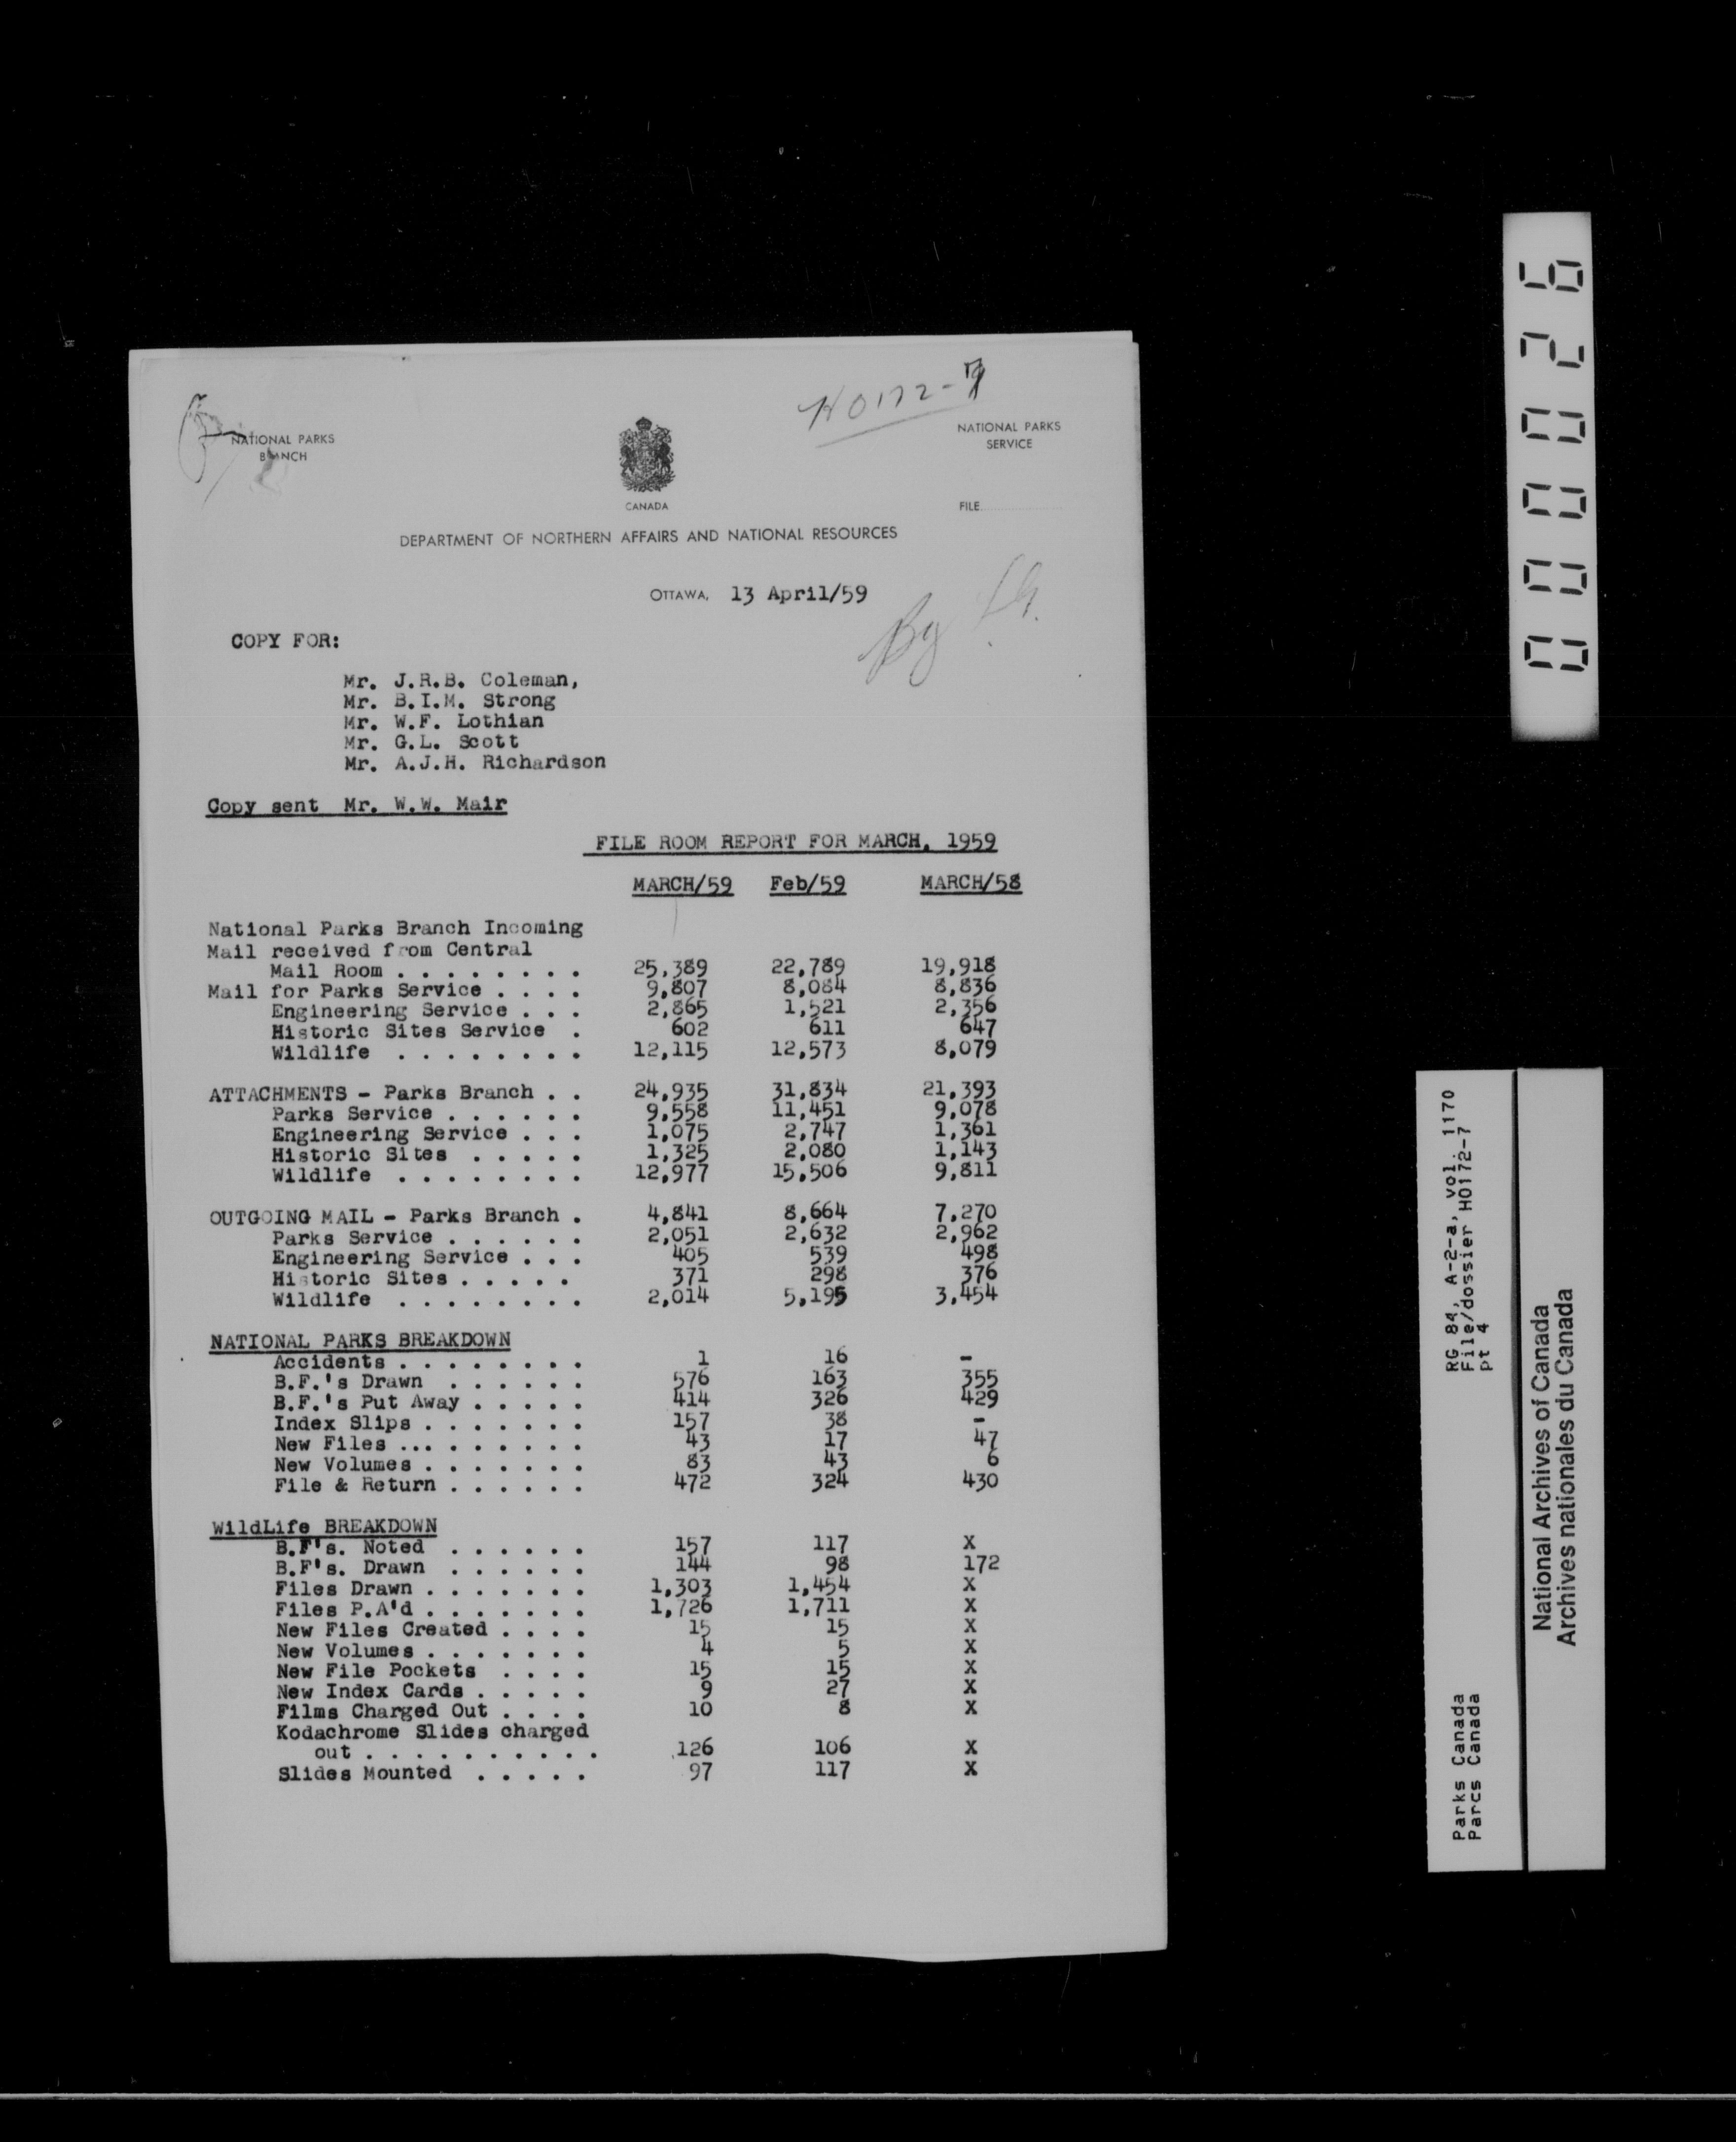 H0172-7
NATIONAL PARKS
BRANCH
NATIONAL PARKS
SERVICE
CANADA
FILE
DEPARTMENT OF NORTHERN AFFAIRS AND NATIONAL RESOURCES
OTTAWA, 13 April/59
COPY FOR:
Mr. J.R.B. Coleman,
Mr. B.I.M. Strong
Mr. W.F. Lothian
Mr. G.L. Scott
Mr. A.J.H. Richardson
Copy sent Mr. W.W. Mair
FILE ROOM REPORT FOR MARCH, 1959
MARCH/59 Feb/59 MARCH/58
National Parks Branch Incoming
Mail received from Central
Mail Room . . . . . . . . 25,389 22,789 19,918
Mail for Parks Service . . . . 9,807 8,084 8,836
Engineering Service . . . 2,865 1,521 2,356
Historic Sites Service . 602 611 647
Wildlife . . . . . . . . 12,115 12,573 8,079
ATTACHMENTS - Parks Branch . . 24,935 31,834 21,393
Parks Service . . . . . . 9,558 11,451 9,078
Engineering Service . . . 1,075 2,747 1,361
Historic Sites . . . . . 1,325 2,080 1,143
Wildlife . . . . . . . . 12,977 15,506 9,811
OUTGOING MAIL - Parks Branch . 4,841 8,664 7,270
Parks Service . . . . . . 2,051 2,632 2,962
Engineering Service . . . 405 539 498
Historic Sites . . . . . 371 298 376
Wildlife . . . . . . . . 2,014 5,195 3,454
NATIONAL PARKS BREAKDOWN
Accidents . . . . . . . . 1 16 -
B.F.'s Drawn . . . . . . 576 163 355
B.F.'s Put Away . . . . . 414 326 429
Index Slips . . . . . . . 157 38 -
New Files ... . . . . . . 43 17 47
New Volumes . . . . . . . 83 43 6
File & Return . . . . . . 472 324 430
WildLife BREAKDOWN
B.F's. Noted . . . . . . 157 117 X
B.F's. Drawn . . . . . . 144 98 172
Files Drawn . . . . . . . 1,303 1,454 X
Files P.A'd . . . . . . . 1,726 1,711 X
New Files Created . . . . 15 15 X
New Volumes . . . . . . . 4 5 X
New File Pockets . . . . 15 15 X
New Index Cards . . . . . 9 27 X
Films Charged Out . . . . 10 8 X
Kodachrome Slides charged
out . . . . . . . . . . 126 106 X
Slides Mounted . . . . . 97 117 X
000026
RG 84, A-2-a, vol. 1170
File/dossier H0172-7
pt 4
Parks Canada
Parcs Canada
National Archives of Canada
Archives nationales du Canada